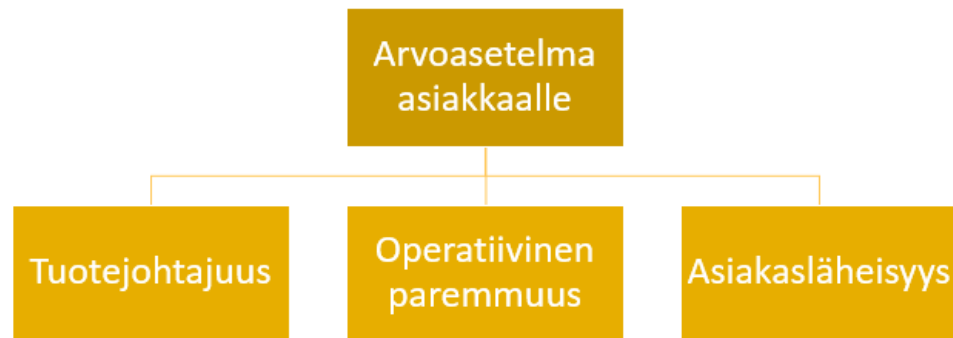 Arvoasetelma
asiakkaalle
Tuotejohtajuus
Operatiivinen
paremmuus
Asiakasläheisyys